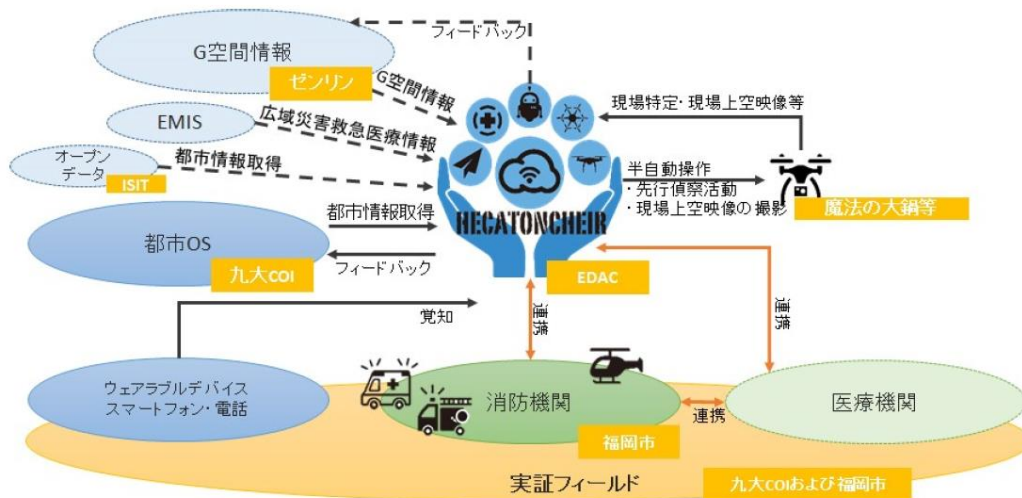 フィードバック
G空間情報
ゼンリン
G空間情報
EMIS
広域災害救急医療情報
現場特定・現場上空映像等
オープン
データ
ISIT
都市情報取得
半自動操作
・先行偵察活動
・現場上空映像の撮影
魔法の大鍋等
都市情報取得
HECATONCHEIR
都市OS
九大COI
フィードバック
EDAC
覚知
連携
連携
ウェアラブルデバイス
スマートフォン・電話
消防機関
連携
医療機関
福岡市
実証フィールド
九大COIおよび福岡市